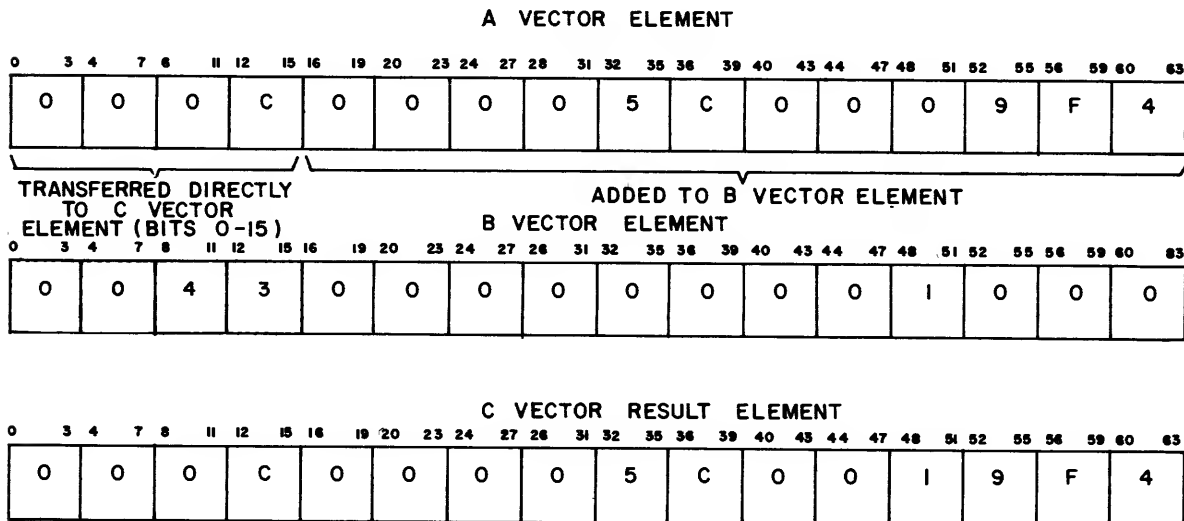 A VECTOR ELEMENT
0 3 4 7 8 11 12 15 16 19 20 23 24 27 28 31 32 35 36 39 40 43 44 47 48 51 52 55 56 59 60 63
0 0 0 C 0 0 0 0 5 C 0 0 0 9 F 4
TRANSFERRED DIRECTLY
TO C VECTOR
ELEMENT (BITS 0-15)
ADDED TO B VECTOR ELEMENT
B VECTOR ELEMENT
0 3 4 7 8 11 12 15 16 19 20 23 24 27 28 31 32 35 36 39 40 43 44 47 48 51 52 55 56 59 60 63
0 0 4 3 0 0 0 0 0 0 0 0 1 0 0 0
C VECTOR RESULT ELEMENT
0 3 4 7 8 11 12 15 16 19 20 23 24 27 28 31 32 35 36 39 40 43 44 47 48 51 52 55 56 59 60 63
0 0 0 C 0 0 0 0 5 C 0 0 1 9 F 4